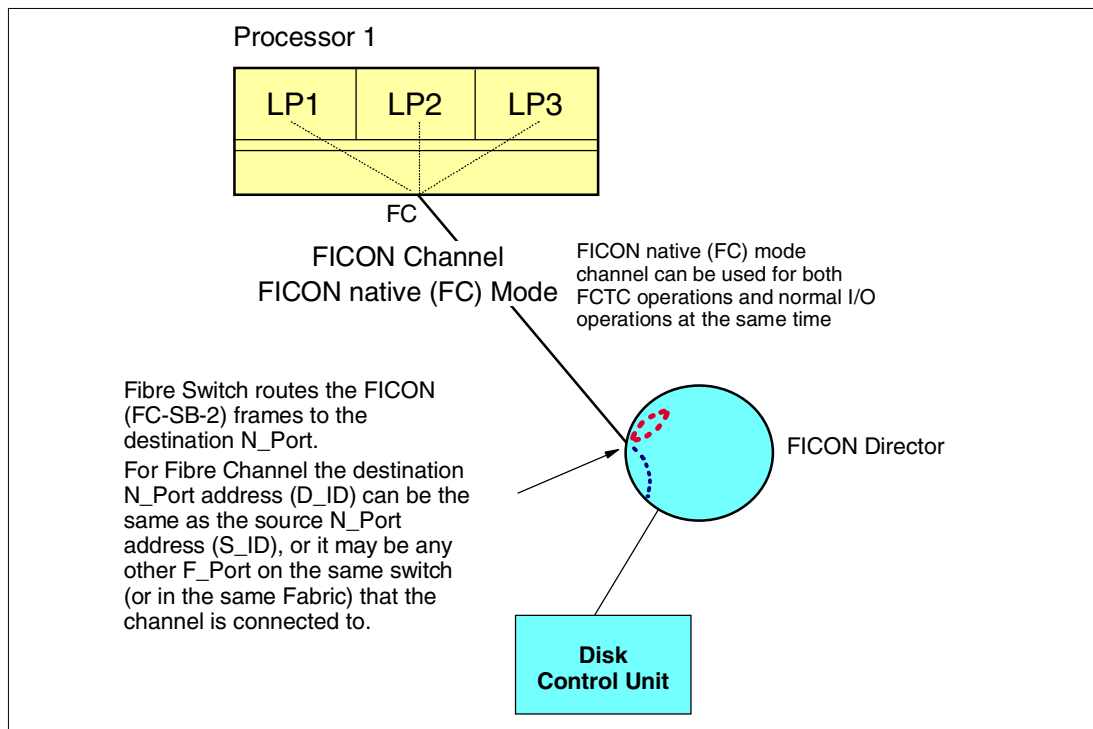 Processor 1
LP1
LP2
LP3
FC
FICON Channel
FICON native (FC) Mode
FICON native (FC) mode
channel can be used for both
FCTC operations and normal I/O
operations at the same time
Fibre Switch routes the FICON
(FC-SB-2) frames to the
destination N_Port.
For Fibre Channel the destination
N_Port address (D_ID) can be the
same as the source N_Port
address (S_ID), or it may be any
other F_Port on the same switch
(or in the same Fabric) that the
channel is connected to.
FICON Director
Disk
Control Unit